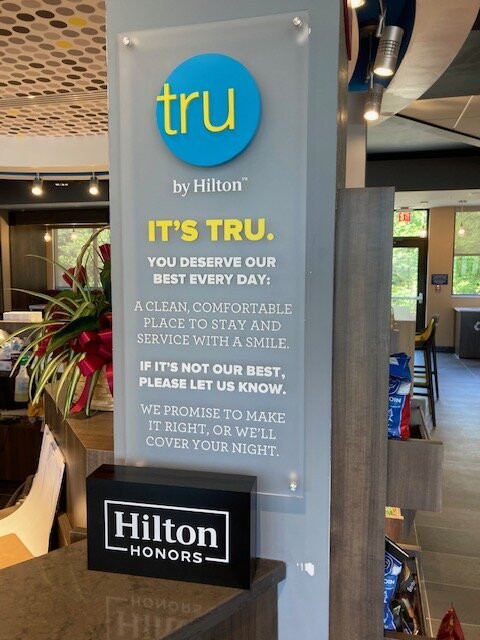 tru
by Hilton™
IT'S TRU.
YOU DESERVE OUR
BEST EVERY DAY:
A CLEAN, COMFORTABLE
PLACE TO STAY AND
SERVICE WITH A SMILE.
IF IT'S NOT OUR BEST,
PLEASE LET US KNOW.
WE PROMISE TO MAKE
IT RIGHT, OR WE'LL
COVER YOUR NIGHT.
Hilton
HONORS